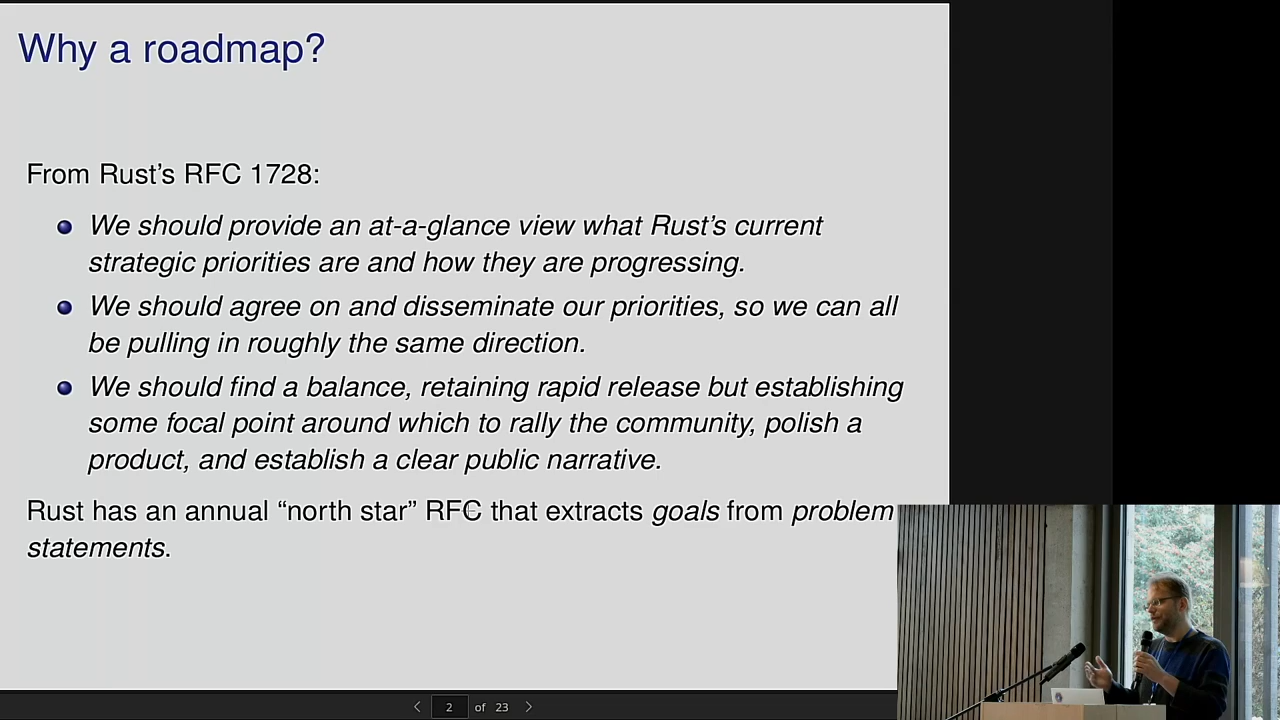 Why a roadmap?
From Rust's RFC 1728:
We should provide an at-a-glance view what Rust's current
strategic priorities are and how they are progressing.
We should agree on and disseminate our priorities, so we can all
be pulling in roughly the same direction.
We should find a balance, retaining rapid release but establishing
some focal point around which to rally the community, polish a
product, and establish a clear public narrative.
Rust has an annual “north star” RFC that extracts goals from problem
statements.
2 of 23